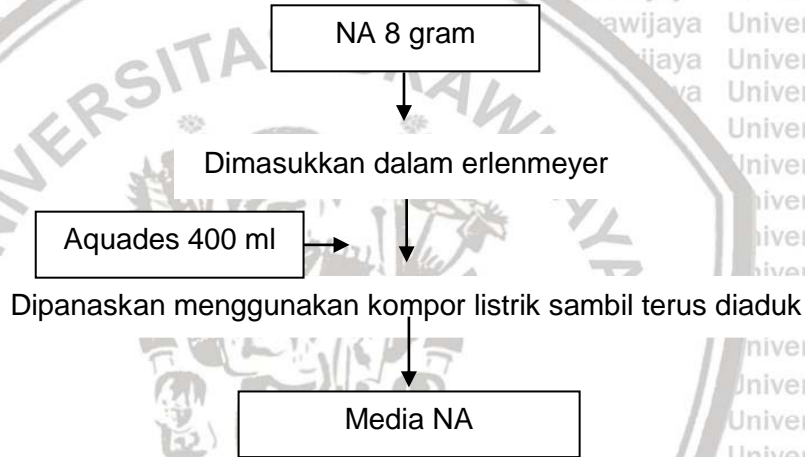 NA 8 gram
Dimasukkan dalam erlenmeyer
Aquades 400 ml
Dipanaskan menggunakan kompor listrik sambil terus diaduk
Media NA